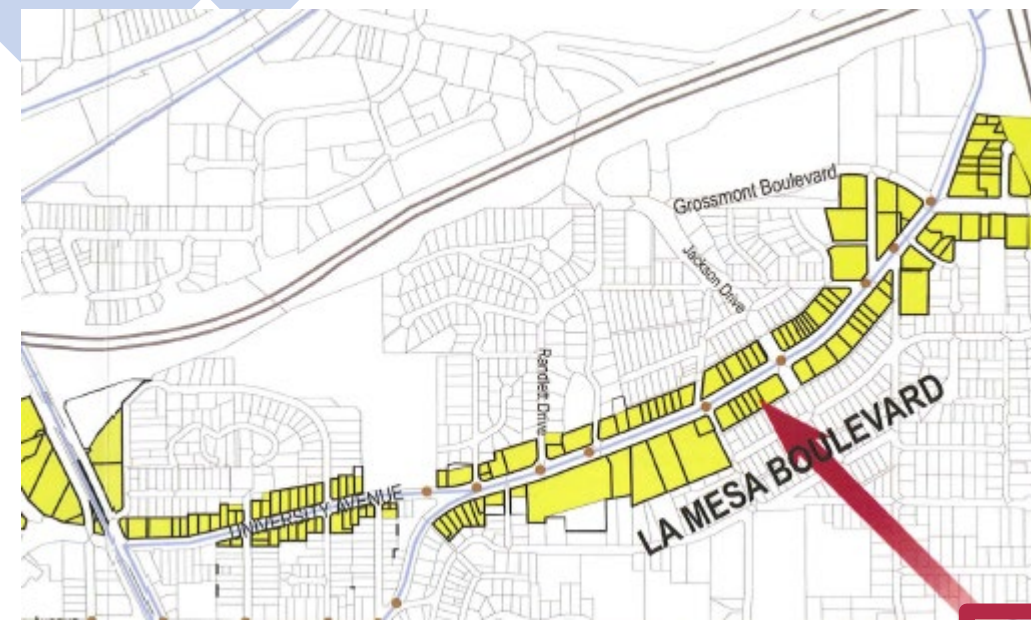 Grossmont Boulevard
Jackson Drive
Randlett Drive
LA MESA BOULEVARD
UNIVERSITY AVENUE